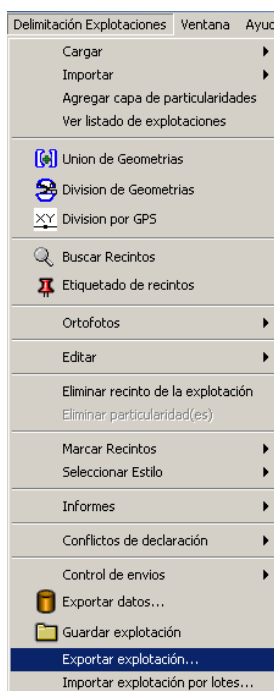 Delimitación Explotaciones Ventana
Cargar
Importar
Agregar capa de particularidades
Ver listado de explotaciones
Union de Geometrias
Division de Geometrias
XY Division por GPS
Buscar Recintos
Etiquetado de recintos
Ortofotos
Editar
Eliminar recinto de la explotación
Eliminar particularidad(es)
Marcar Recintos
Seleccionar Estilo
Informes
Conflictos de declaración
Control de envios
Exportar datos...
Guardar explotación
Exportar explotación...
Importar explotación por lotes...